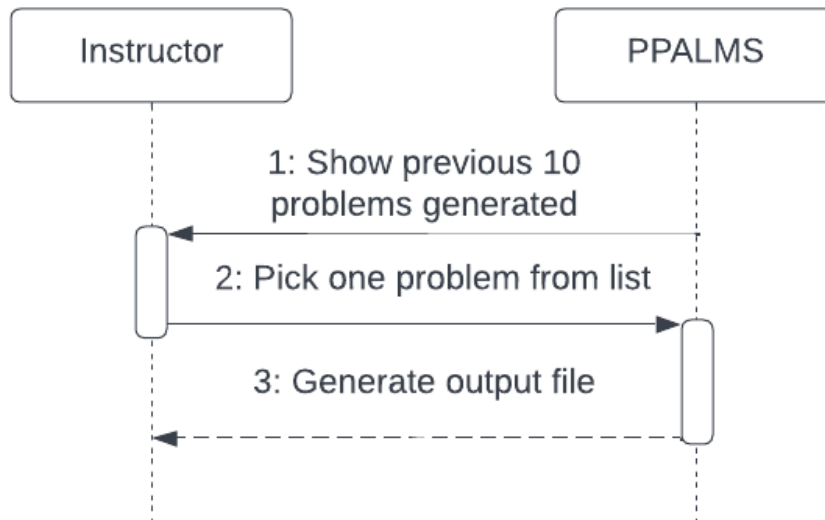 Instructor
PPALMS
1: Show previous 10
problems generated
2: Pick one problem from list
3: Generate output file